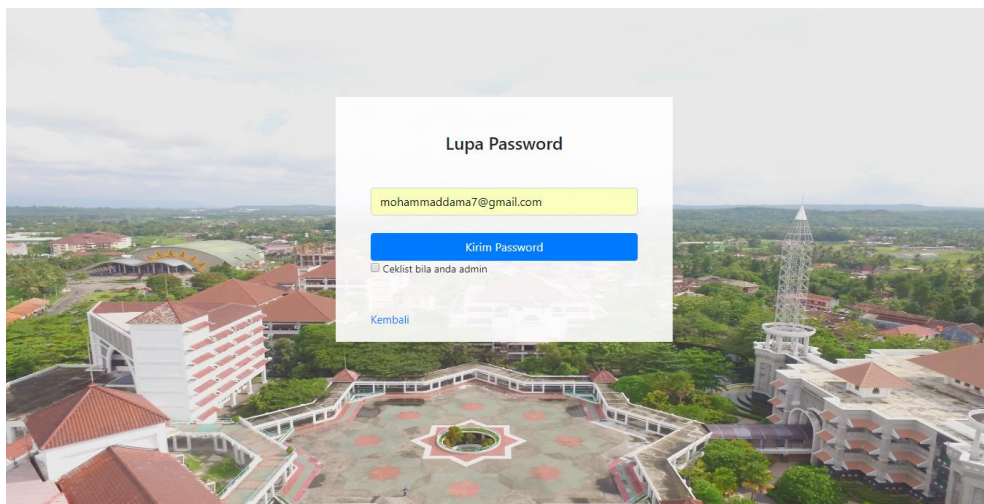 Lupa Password
mohammaddama7@gmail.com
Kirim Password
Ceklist bila anda admin
Kembali